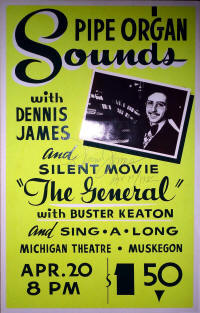 PIPE ORGAN
Sounds
with
DENNIS
JAMES
and
SILENT MOVIE
"The General"
with BUSTER KEATON
and SING•A•LONG
MICHIGAN THEATRE • MUSKEGON
APR. 20
8 PM
$1 50